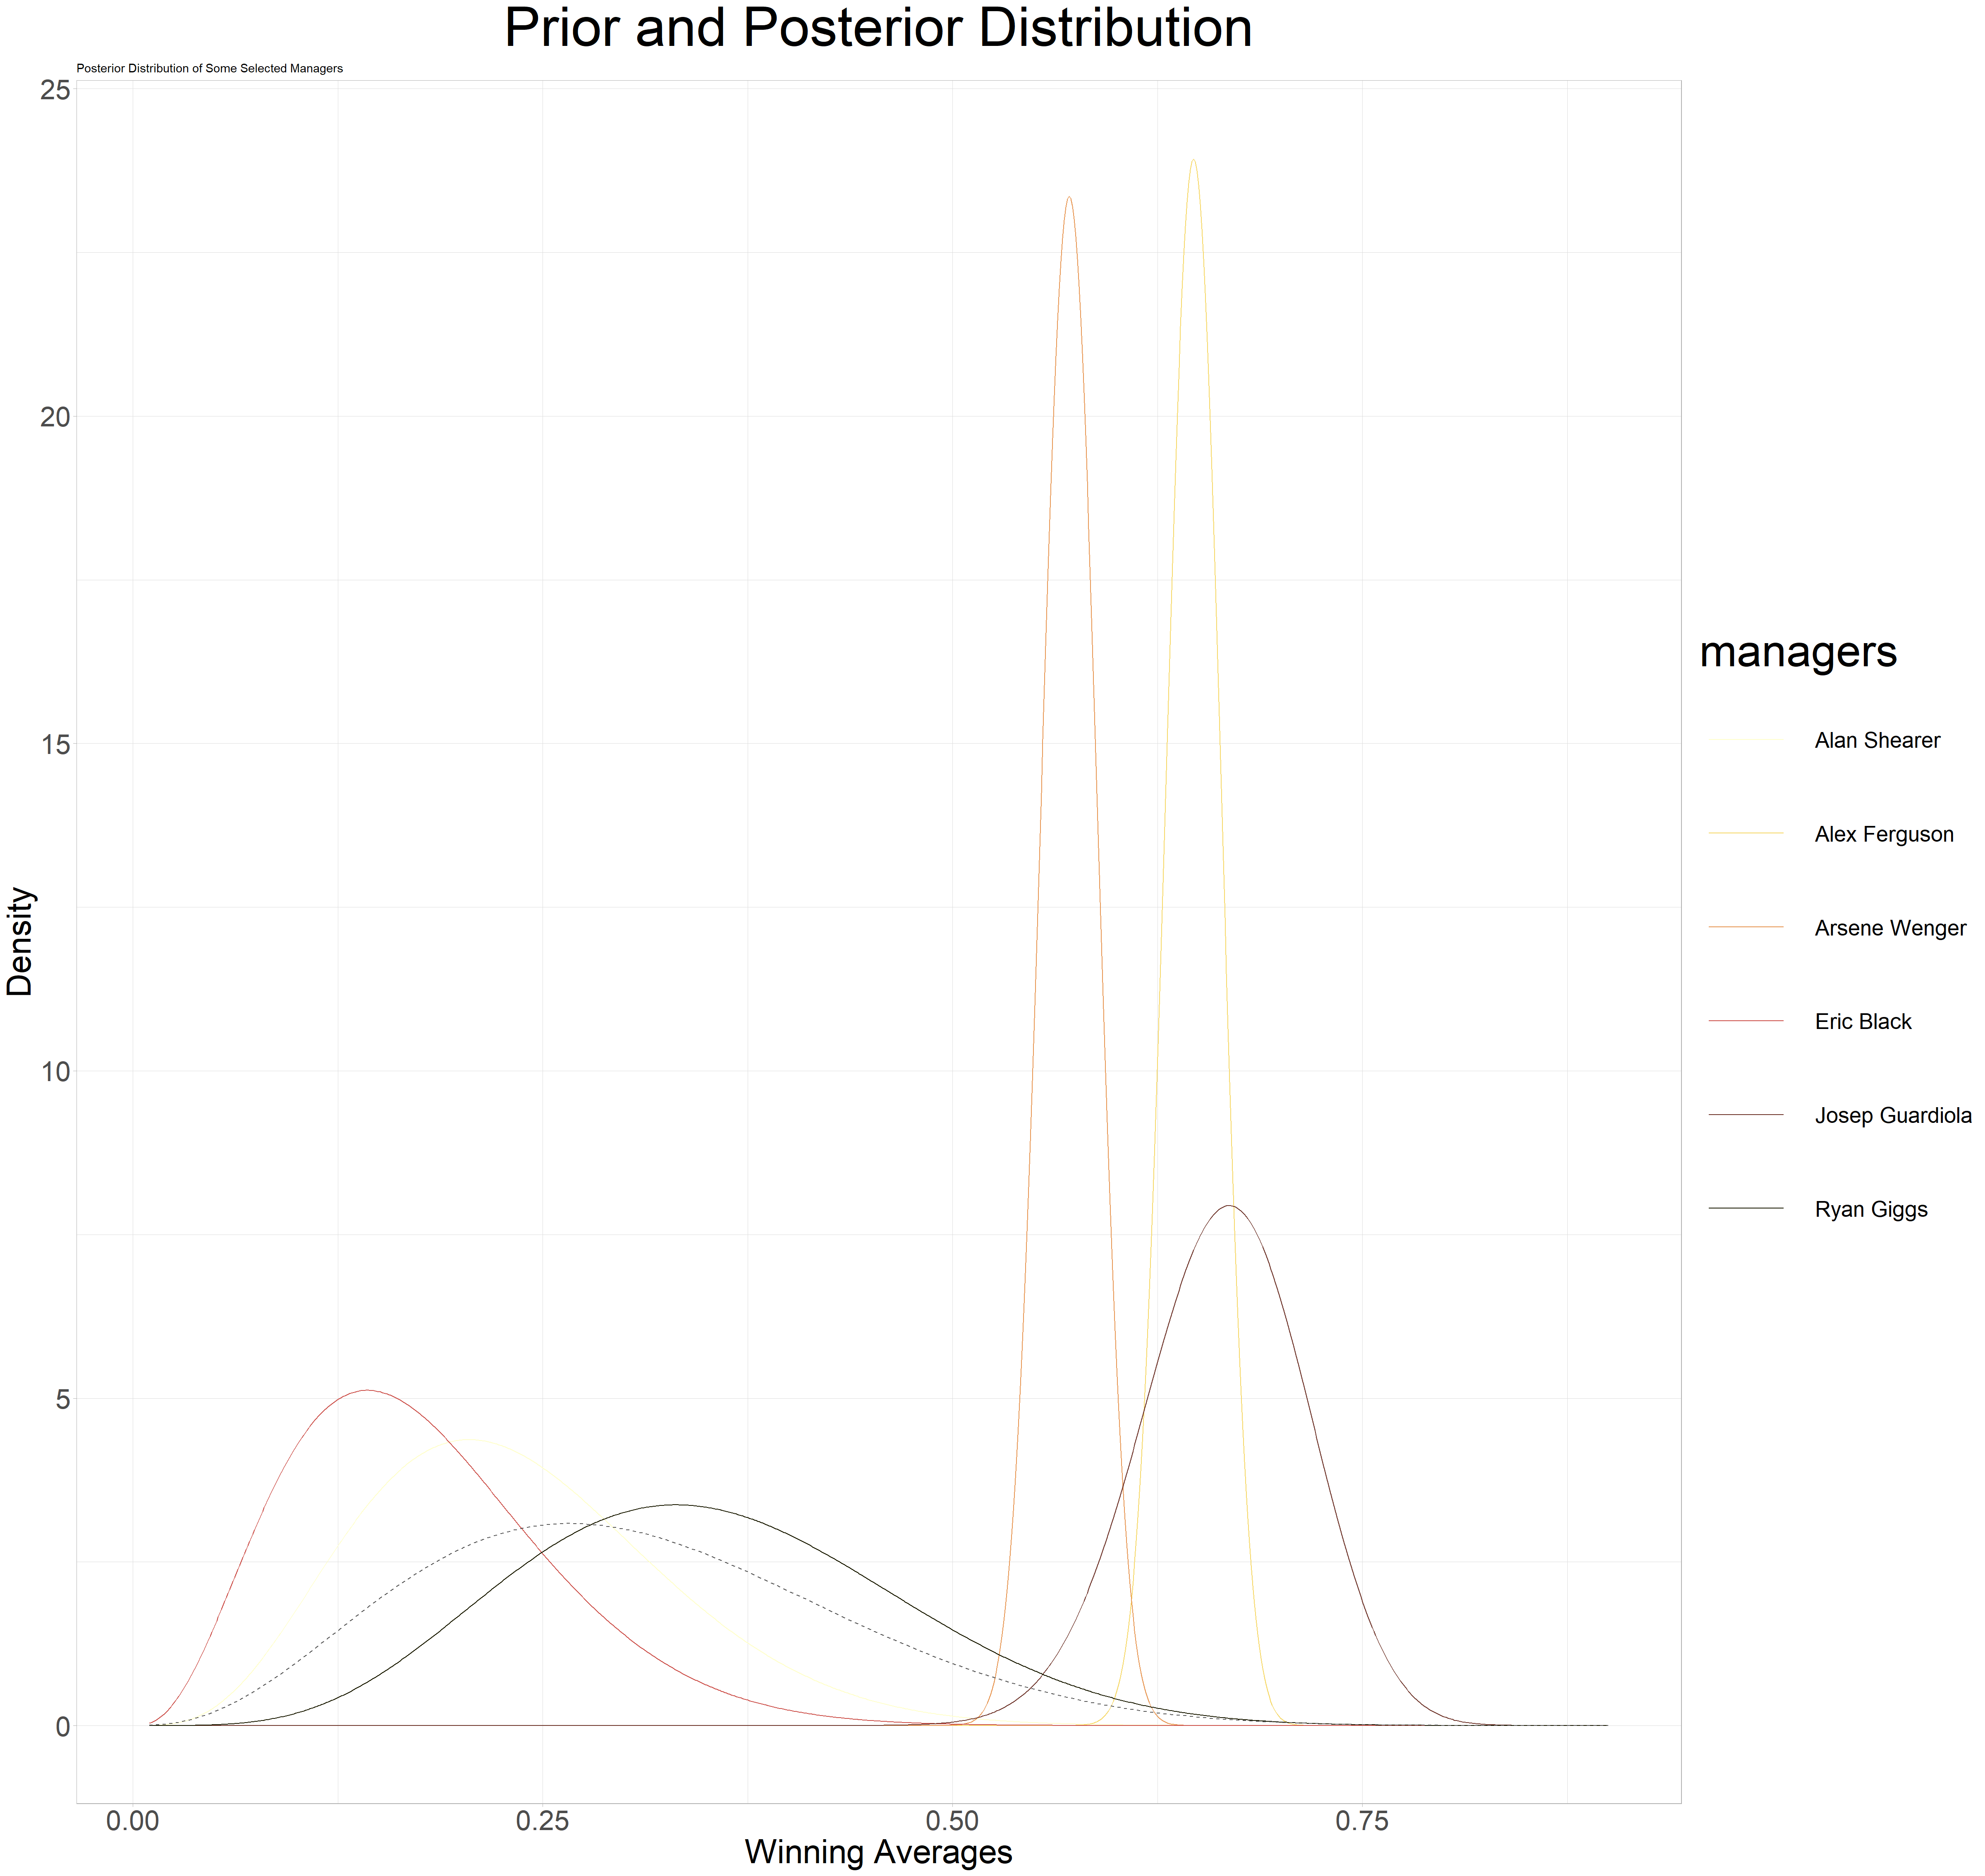 Prior and Posterior Distribution
Posterior Distribution of Some Selected Managers
25
20
15
10
5
0
Density
0.00
0.25
0.50
0.75
Winning Averages
managers
Alan Shearer
Alex Ferguson
Arsene Wenger
Eric Black
Josep Guardiola
Ryan Giggs